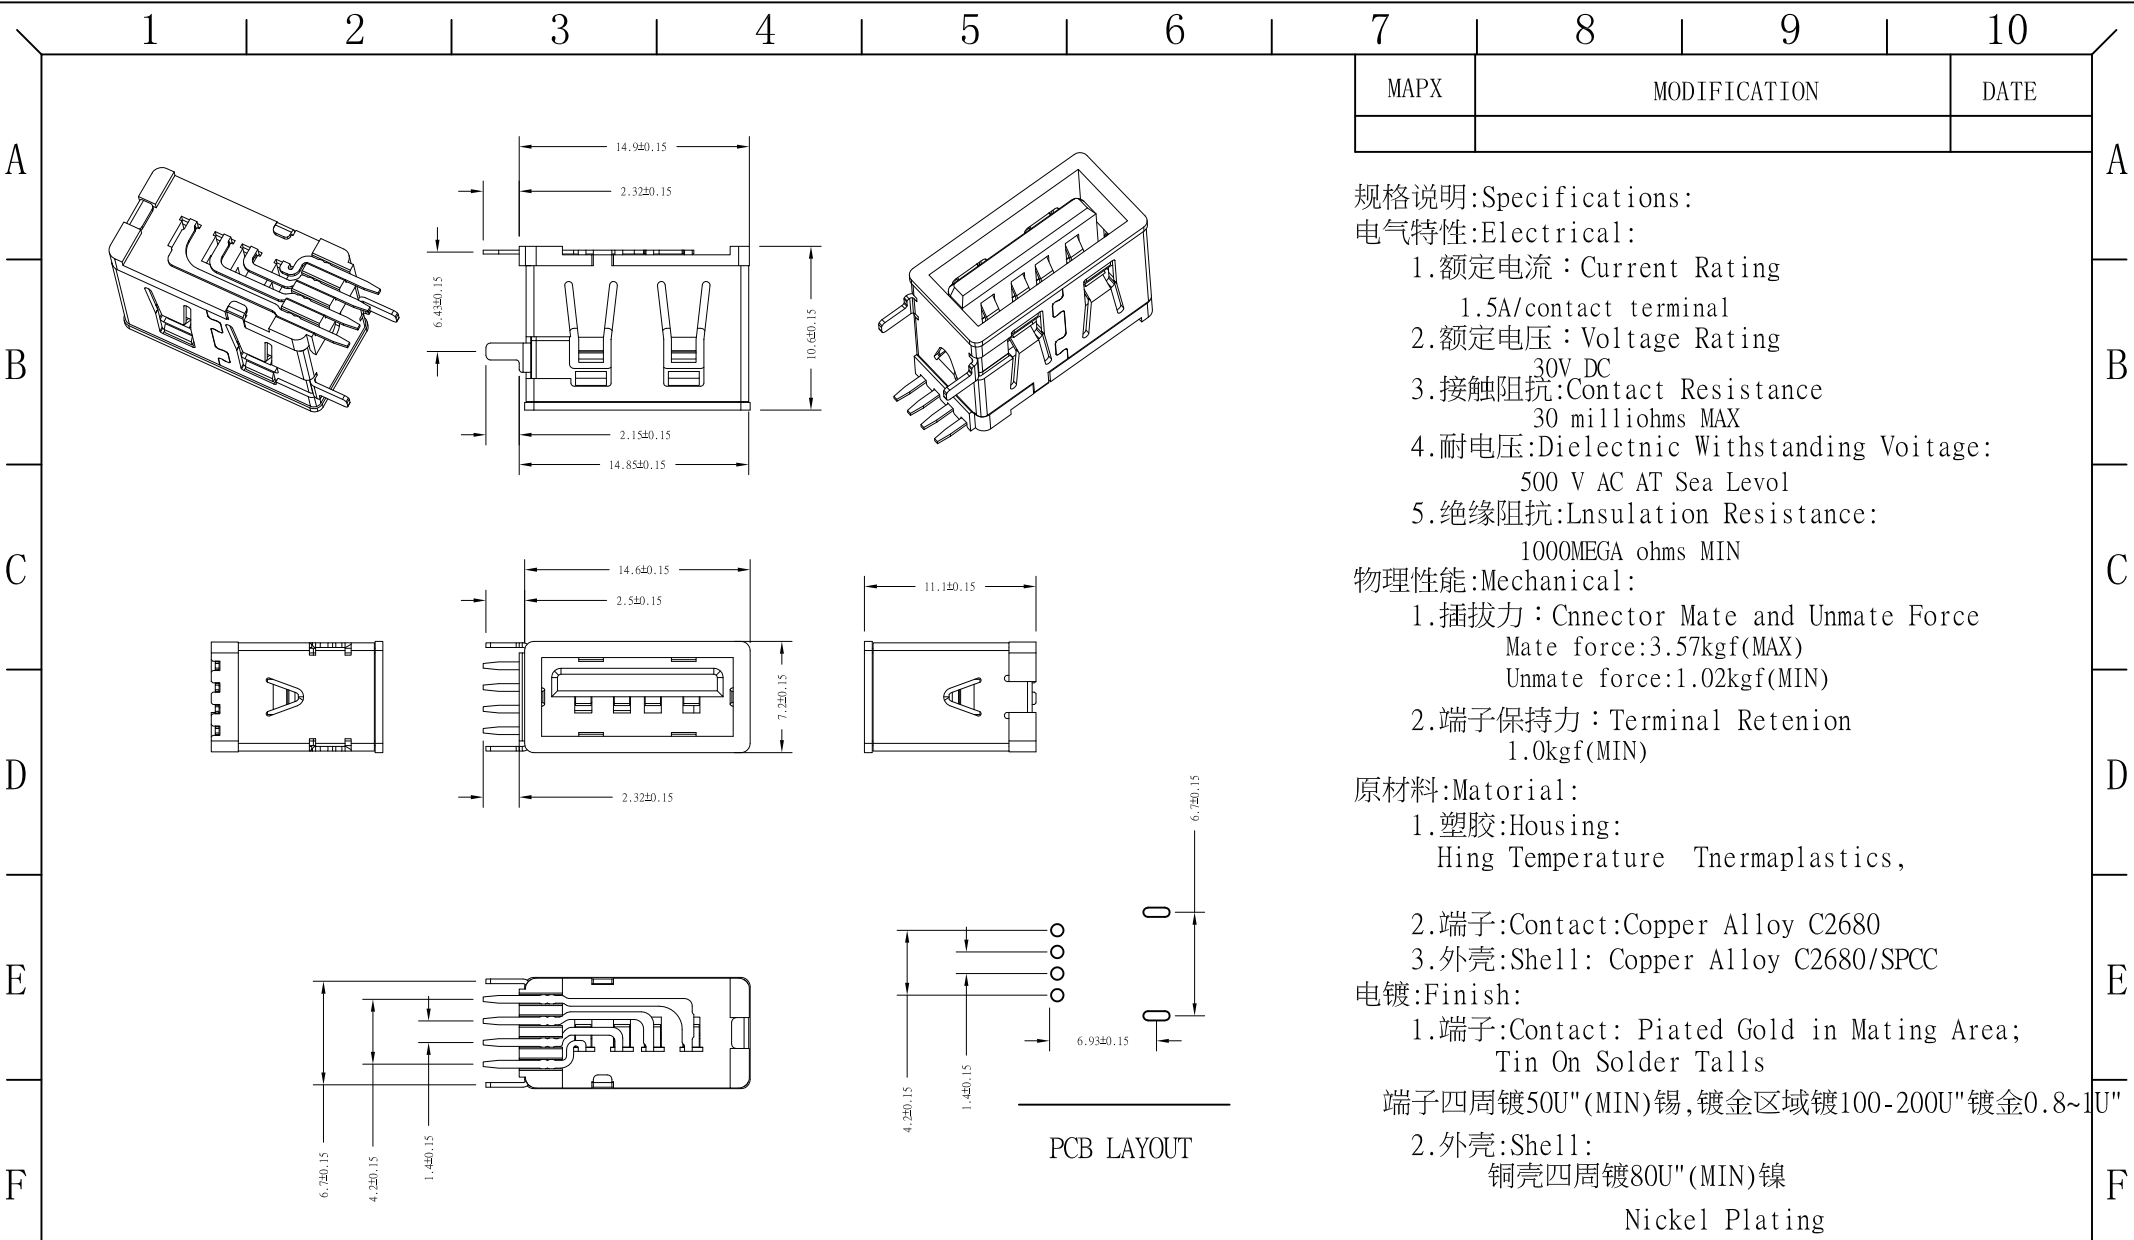 1 2 3 4 5 6 7 8 9 10
MAPX MODIFICATION DATE
A A
B B
C C
D D
E E
F F
14.9±0.15
2.32±0.15
6.43±0.15
10.6±0.15
2.15±0.15
14.85±0.15
14.6±0.15
2.5±0.15
11.1±0.15
7.2±0.15
2.32±0.15
6.7±0.15
6.93±0.15
4.2±0.15
1.4±0.15
6.7±0.15
4.2±0.15
1.4±0.15
PCB LAYOUT
规格说明:Specifications:
电气特性:Electrical:
1.额定电流：Current Rating
1.5A/contact terminal
2.额定电压：Voltage Rating
30V DC
3.接触阻抗:Contact Resistance
30 milliohms MAX
4.耐电压:Dielectnic Withstanding Voitage:
500 V AC AT Sea Levol
5.绝缘阻抗:Lnsulation Resistance:
1000MEGA ohms MIN
物理性能:Mechanical:
1.插拔力：Cnnector Mate and Unmate Force
Mate force:3.57kgf(MAX)
Unmate force:1.02kgf(MIN)
2.端子保持力：Terminal Retenion
1.0kgf(MIN)
原材料:Matorial:
1.塑胶:Housing:
Hing Temperature Tnermaplastics,
2.端子:Contact:Copper Alloy C2680
3.外壳:Shell: Copper Alloy C2680/SPCC
电镀:Finish:
1.端子:Contact: Piated Gold in Mating Area;
Tin On Solder Talls
端子四周镀50U"(MIN)锡,镀金区域镀100-200U"镀金0.8~1U"
2.外壳:Shell:
铜壳四周镀80U"(MIN)镍
Nickel Plating